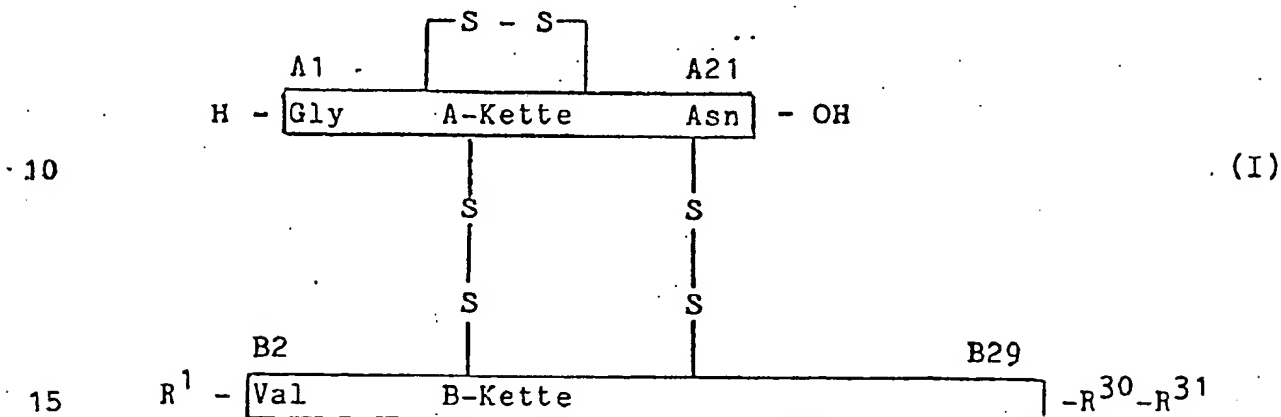 S - S
A1 A21
H - Gly A-Kette Asn - OH
10 (I)
S S
S S
B2 B29
15 R¹ - Val B-Kette -R³⁰-R³¹